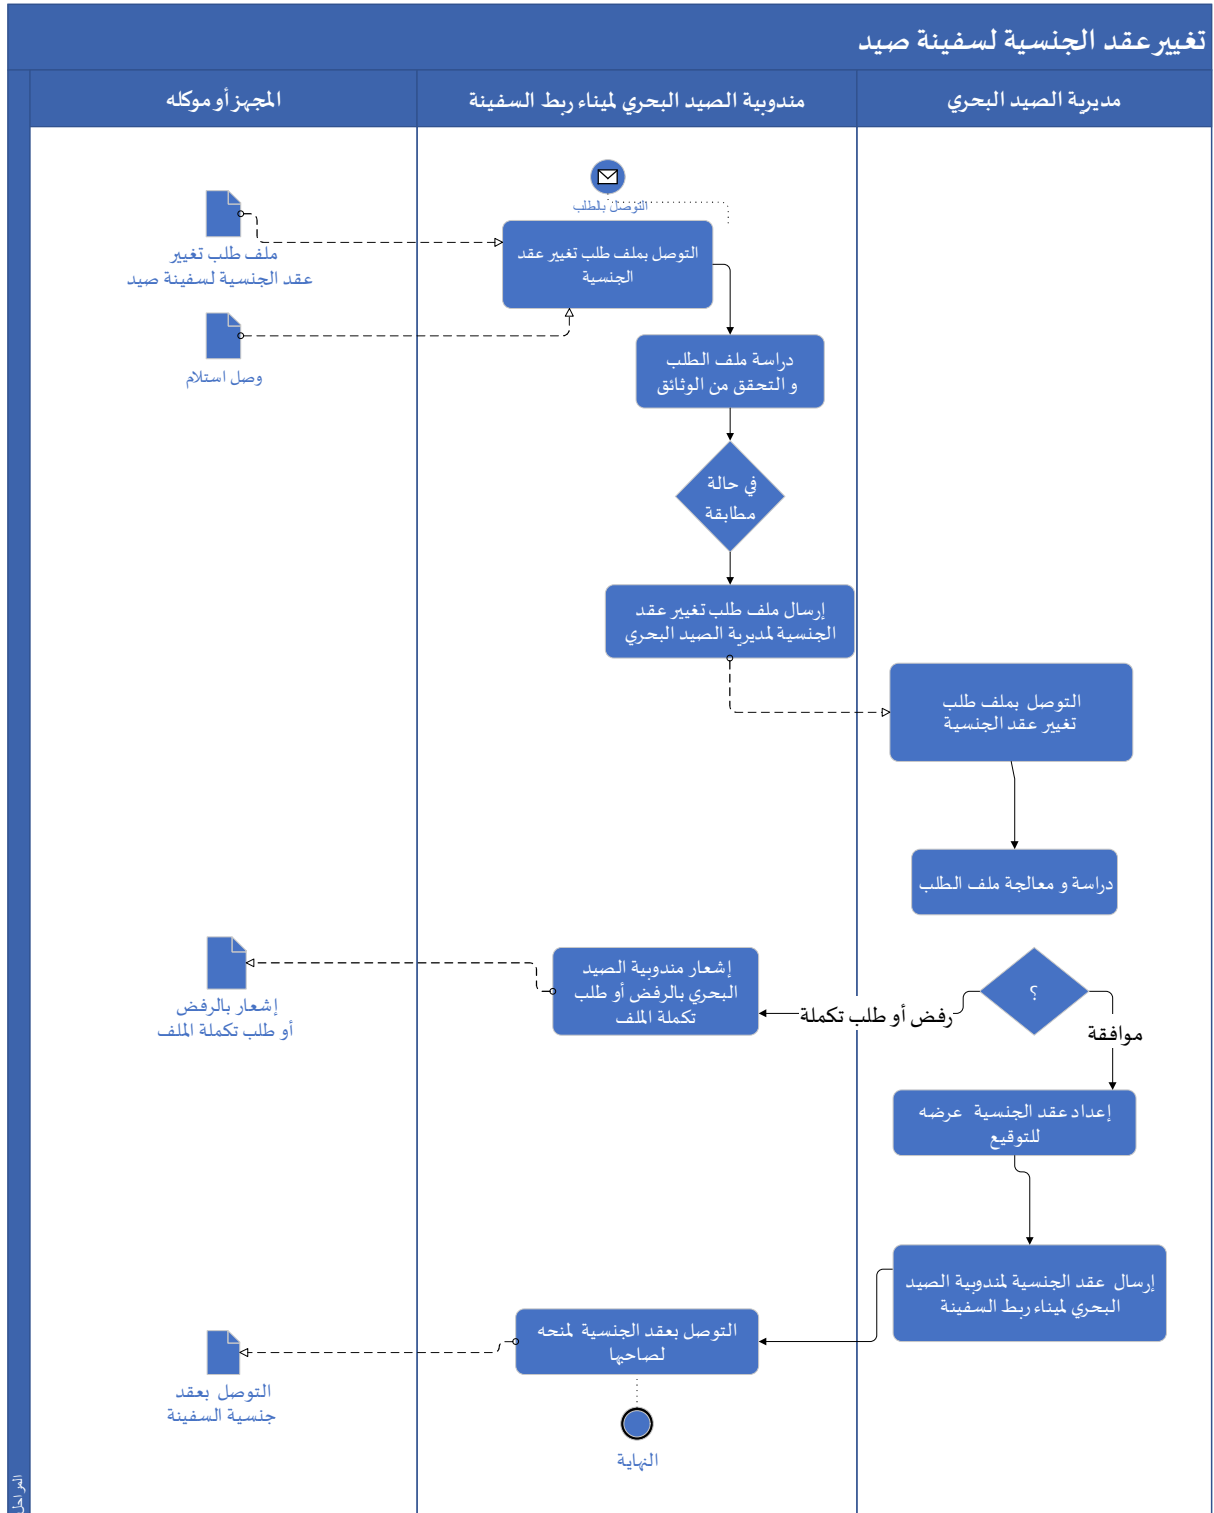 تغيير عقد الجنسية لسفينة صيد
مديرية الصيد البحري
مندوبية الصيد البحري لميناء ربط السفينة
المجهز أو موكله
التوصل بالطلب
التوصل بملف طلب تغيير عقد
الجنسية
ملف طلب تغيير
عقد الجنسية لسفينة صيد
وصل استلام
دراسة ملف الطلب
و التحقق من الوثائق
في حالة
مطابقة
إرسال ملف طلب تغيير عقد
الجنسية لمديرية الصيد البحري
التوصل بملف طلب
تغيير عقد الجنسية
دراسة و معالجة ملف الطلب
؟
موافقة
رفض أو طلب تكملة
إشعار مندوبية الصيد
البحري بالرفض أو طلب
تكملة الملف
إشعار بالرفض
أو طلب تكملة الملف
إعداد عقد الجنسية عرضه
للتوقيع
إرسال عقد الجنسية لمندوبية الصيد
البحري لميناء ربط السفينة
التوصل بعقد الجنسية لمنحه
لصاحبها
التوصل بعقد
جنسية السفينة
النهاية
المراحل